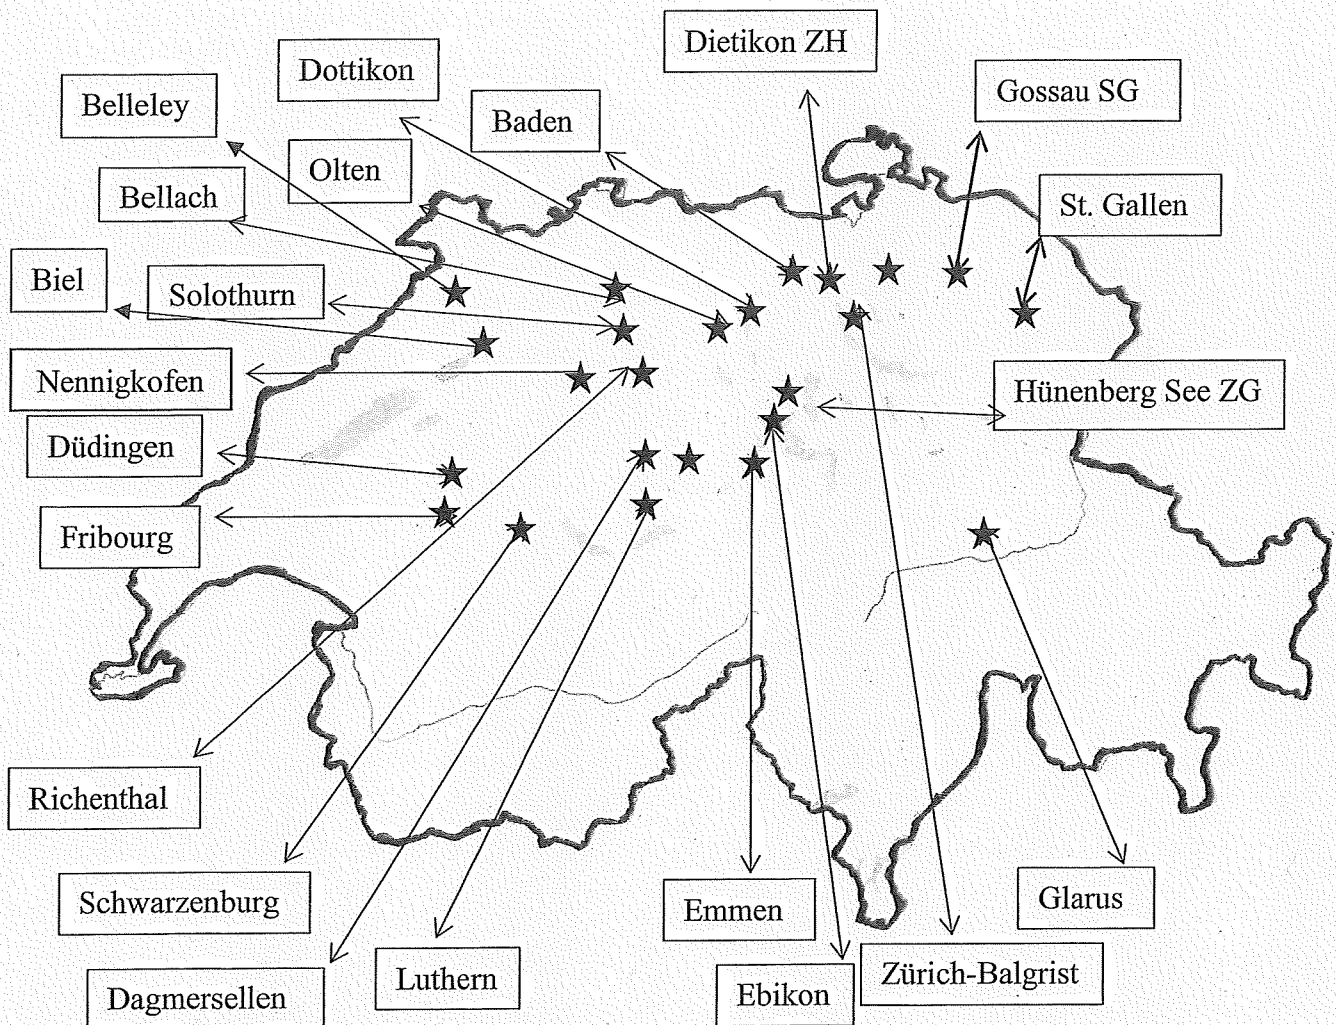 Dietikon ZH
Dottikon
Gossau SG
Belleley
Baden
Olten
Bellach
St. Gallen
Biel
Solothurn
Nennigkofen
Hünenberg See ZG
Düdingen
Fribourg
Richenthal
Schwarzenburg
Emmen
Glarus
Dagmersellen
Luthern
Ebikon
Zürich-Balgrist